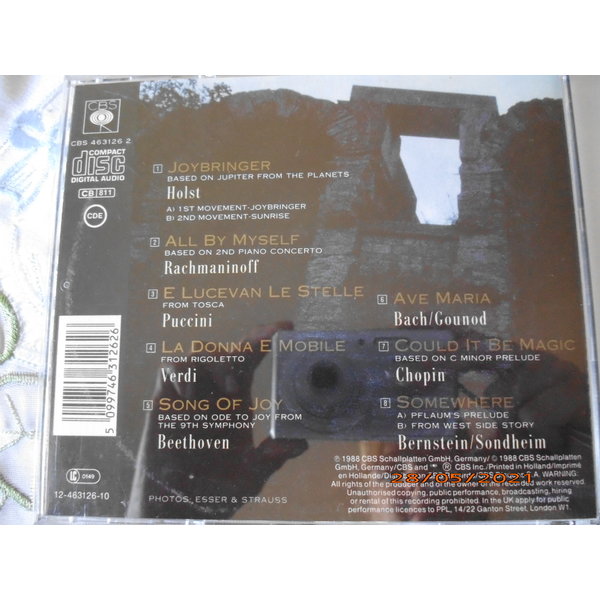 CBS
CBS 463126 2
COMPACT
disc
DIGITAL AUDIO
CB 811
CDE
1 JOYBRINGER
BASED ON JUPITER FROM THE PLANETS
Holst
A) 1ST MOVEMENT-JOYBRINGER
B) 2ND MOVEMENT-SUNRISE
2 ALL BY MYSELF
BASED ON 2ND PIANO CONCERTO
Rachmaninoff
3 E LUCEVAN LE STELLE
FROM TOSCA
Puccini
4 LA DONNA E MOBILE
FROM RIGOLETTO
Verdi
5 SONG OF JOY
BASED ON ODE TO JOY FROM
THE 9TH SYMPHONY
Beethoven
6 AVE MARIA
Bach/Gounod
7 COULD IT BE MAGIC
BASED ON C MINOR PRELUDE
Chopin
8 SOMEWHERE
A) PFLAUM'S PRELUDE
B) FROM WEST SIDE STORY
Bernstein/Sondheim
5 099746 312626
LC 0149
12-463126-10
PHOTOS: ESSER & STRAUSS
℗ 1988 CBS Schallplatten GmbH, Germany/ © 1988 CBS Schallplatten
GmbH, Germany/CBS and ™ ® CBS Inc./Printed in Holland/Imprimé
en Hollande/ A. WARNING:
All rights of the producer and of the owner of the recorded work reserved.
Unauthorised copying, public performance, broadcasting, hiring
or rental of this recording prohibited. In the UK apply for public
performance licences to PPL, 14/22 Ganton Street, London W1.
28/05/2021